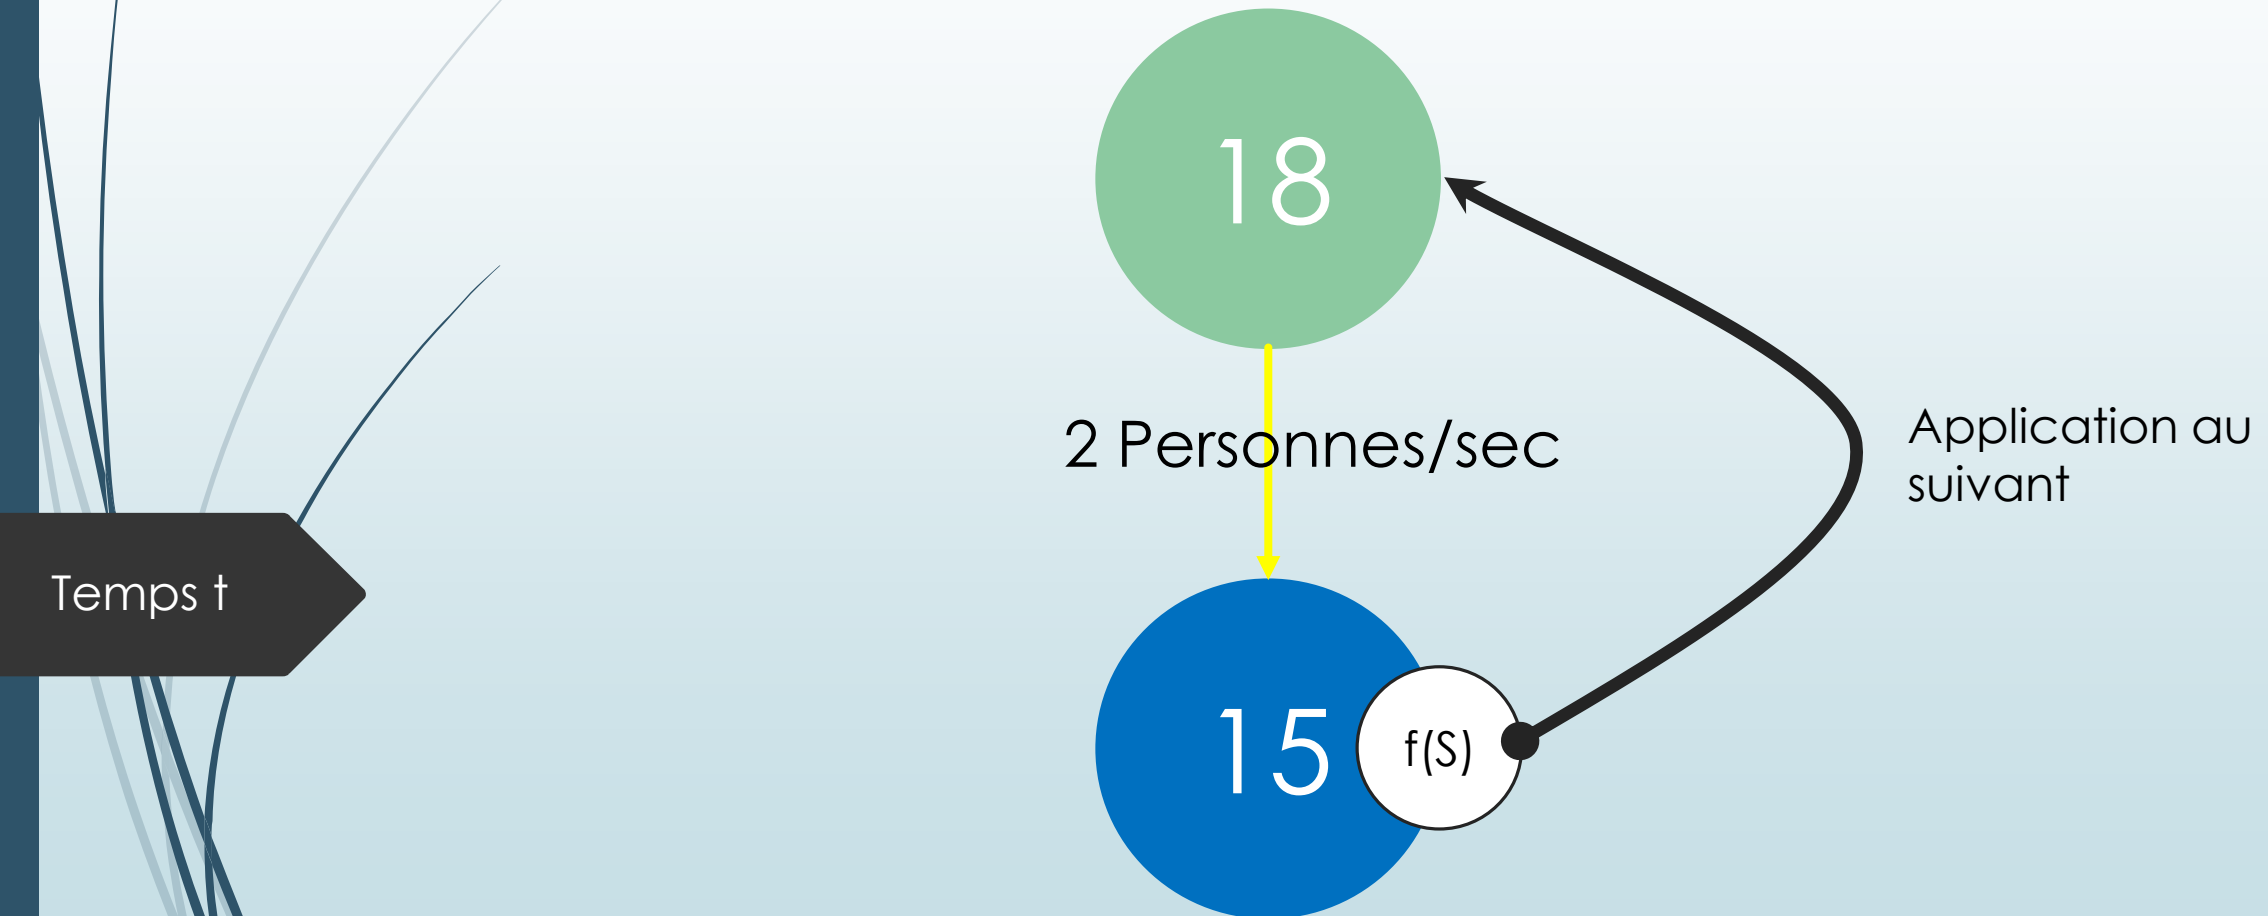 18
2 Personnes/sec
Application au
suivant
Temps t
15
f(S)